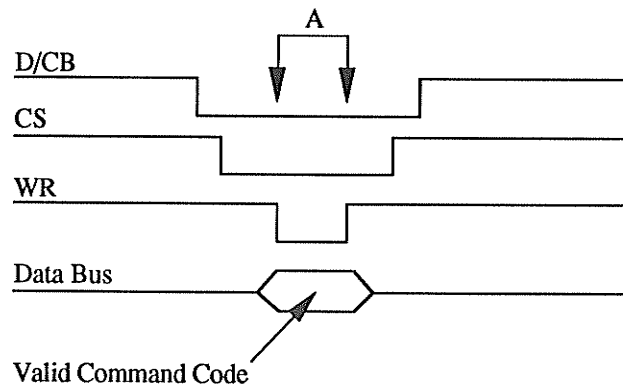 A
D/CB
CS
WR
Data Bus
Valid Command Code